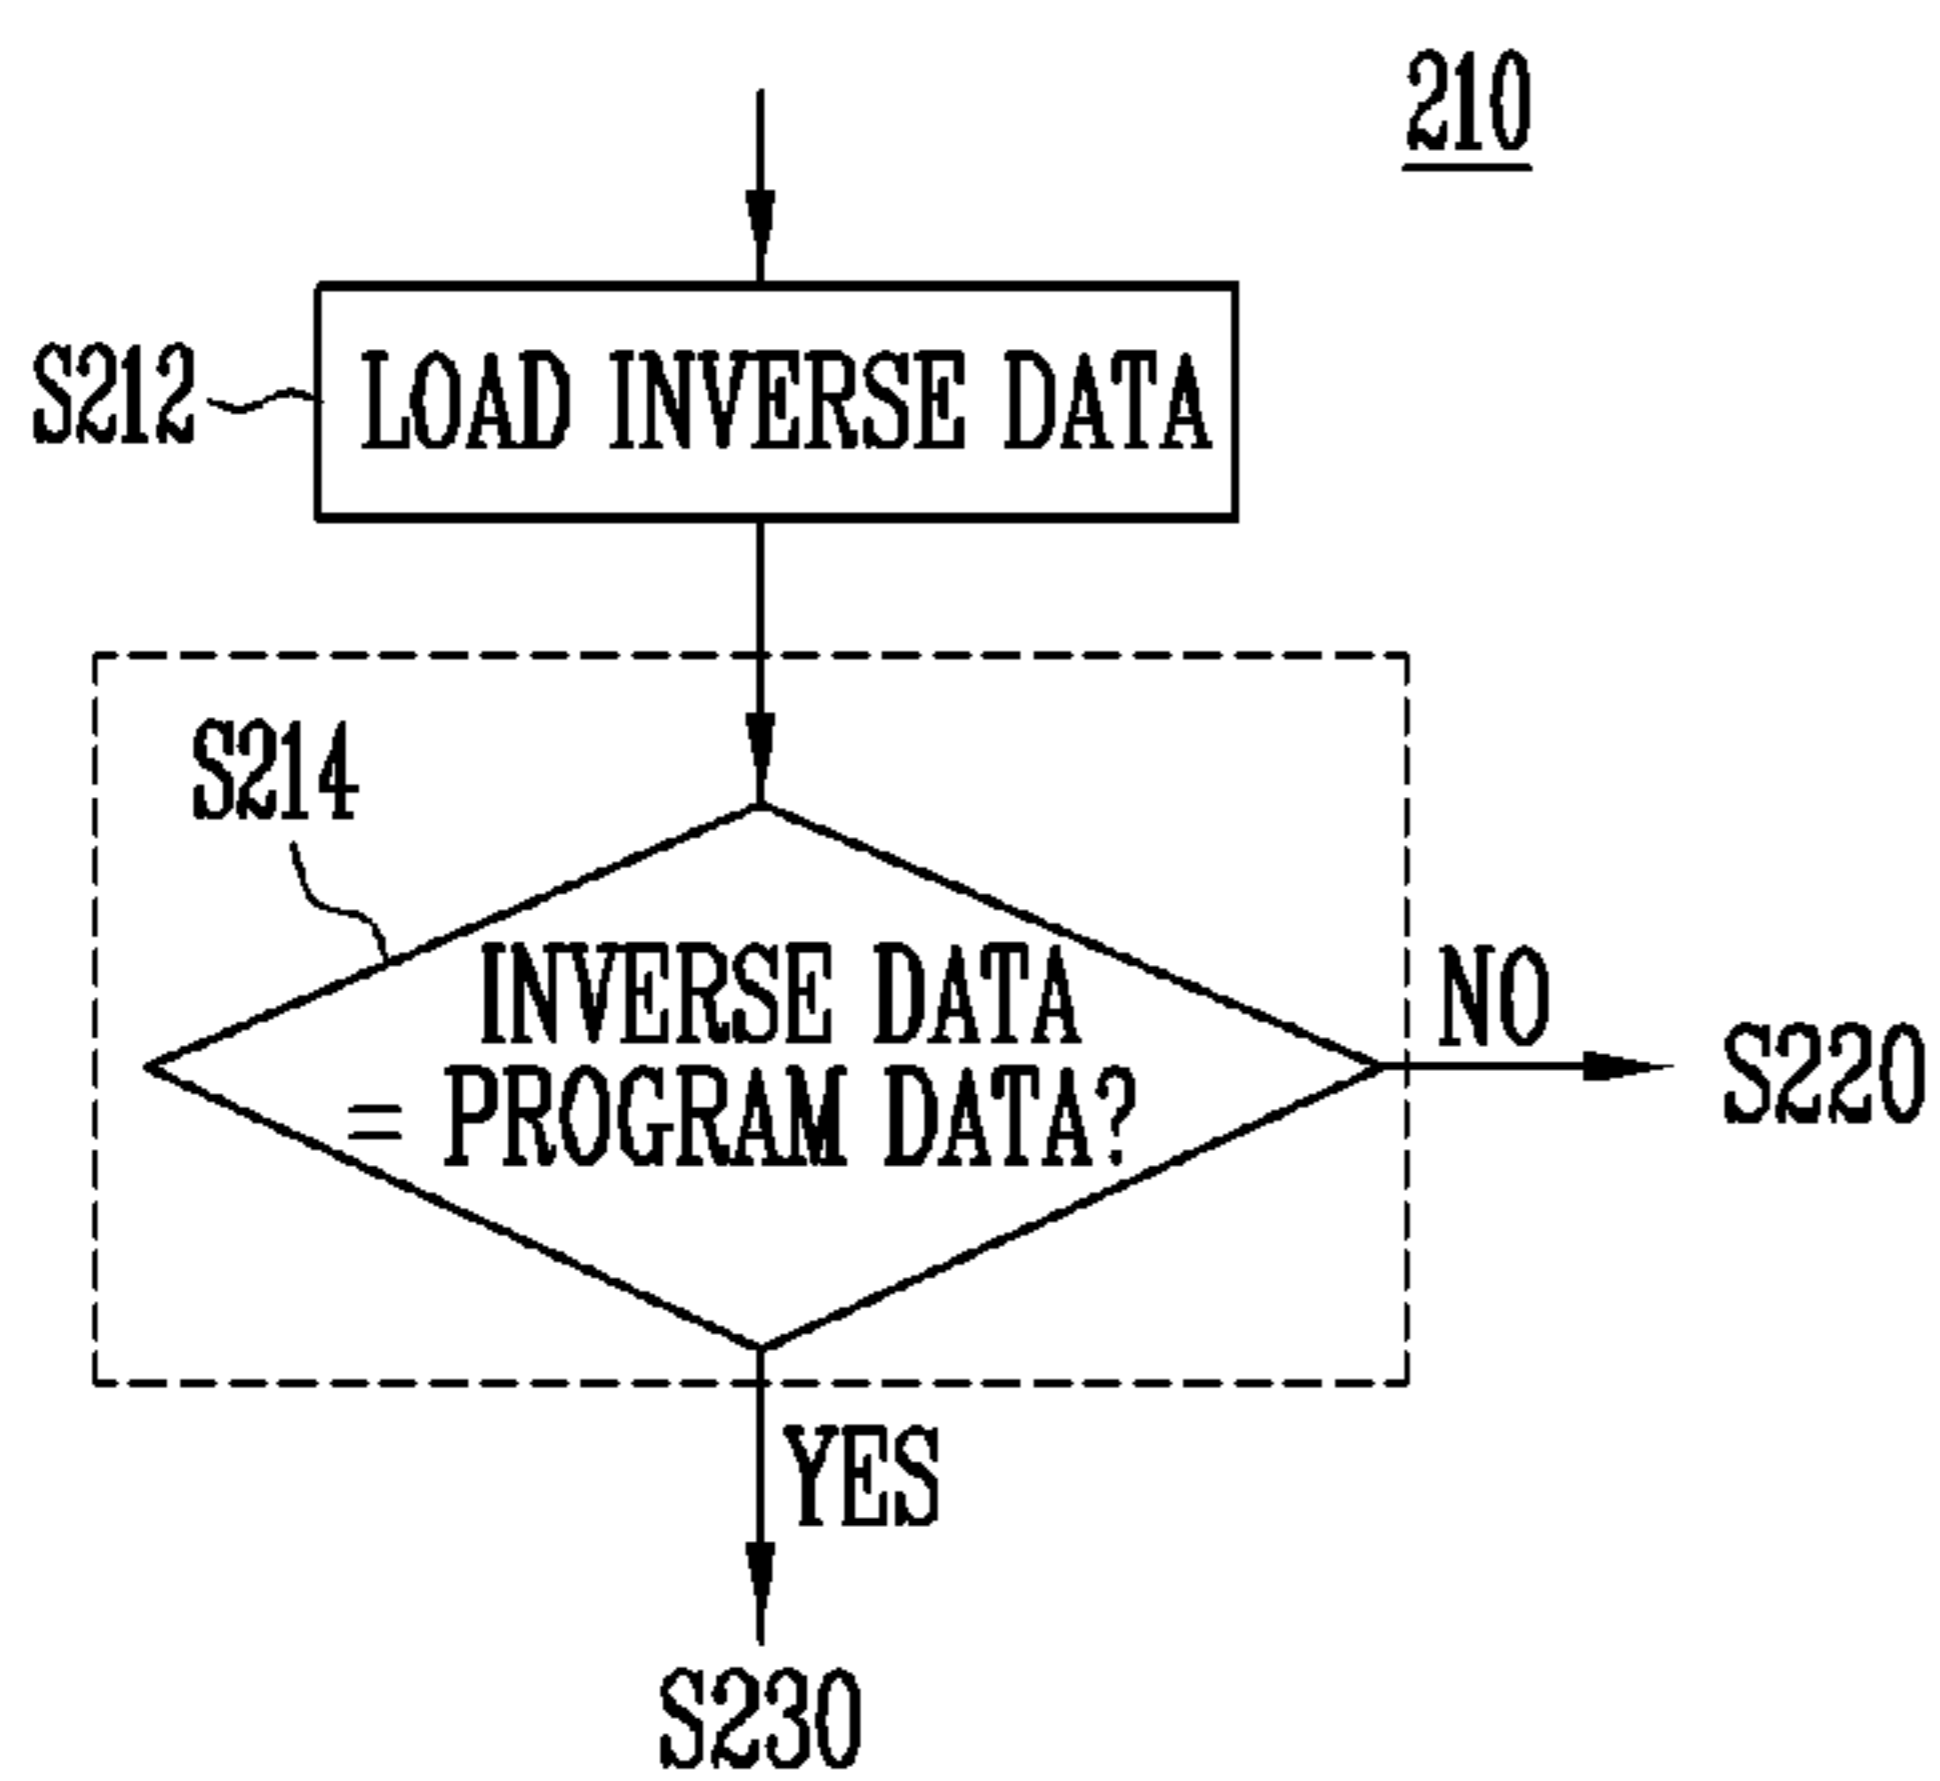 210
S212
LOAD INVERSE DATA
S214
INVERSE DATA
= PROGRAM DATA?
NO
S220
YES
S230